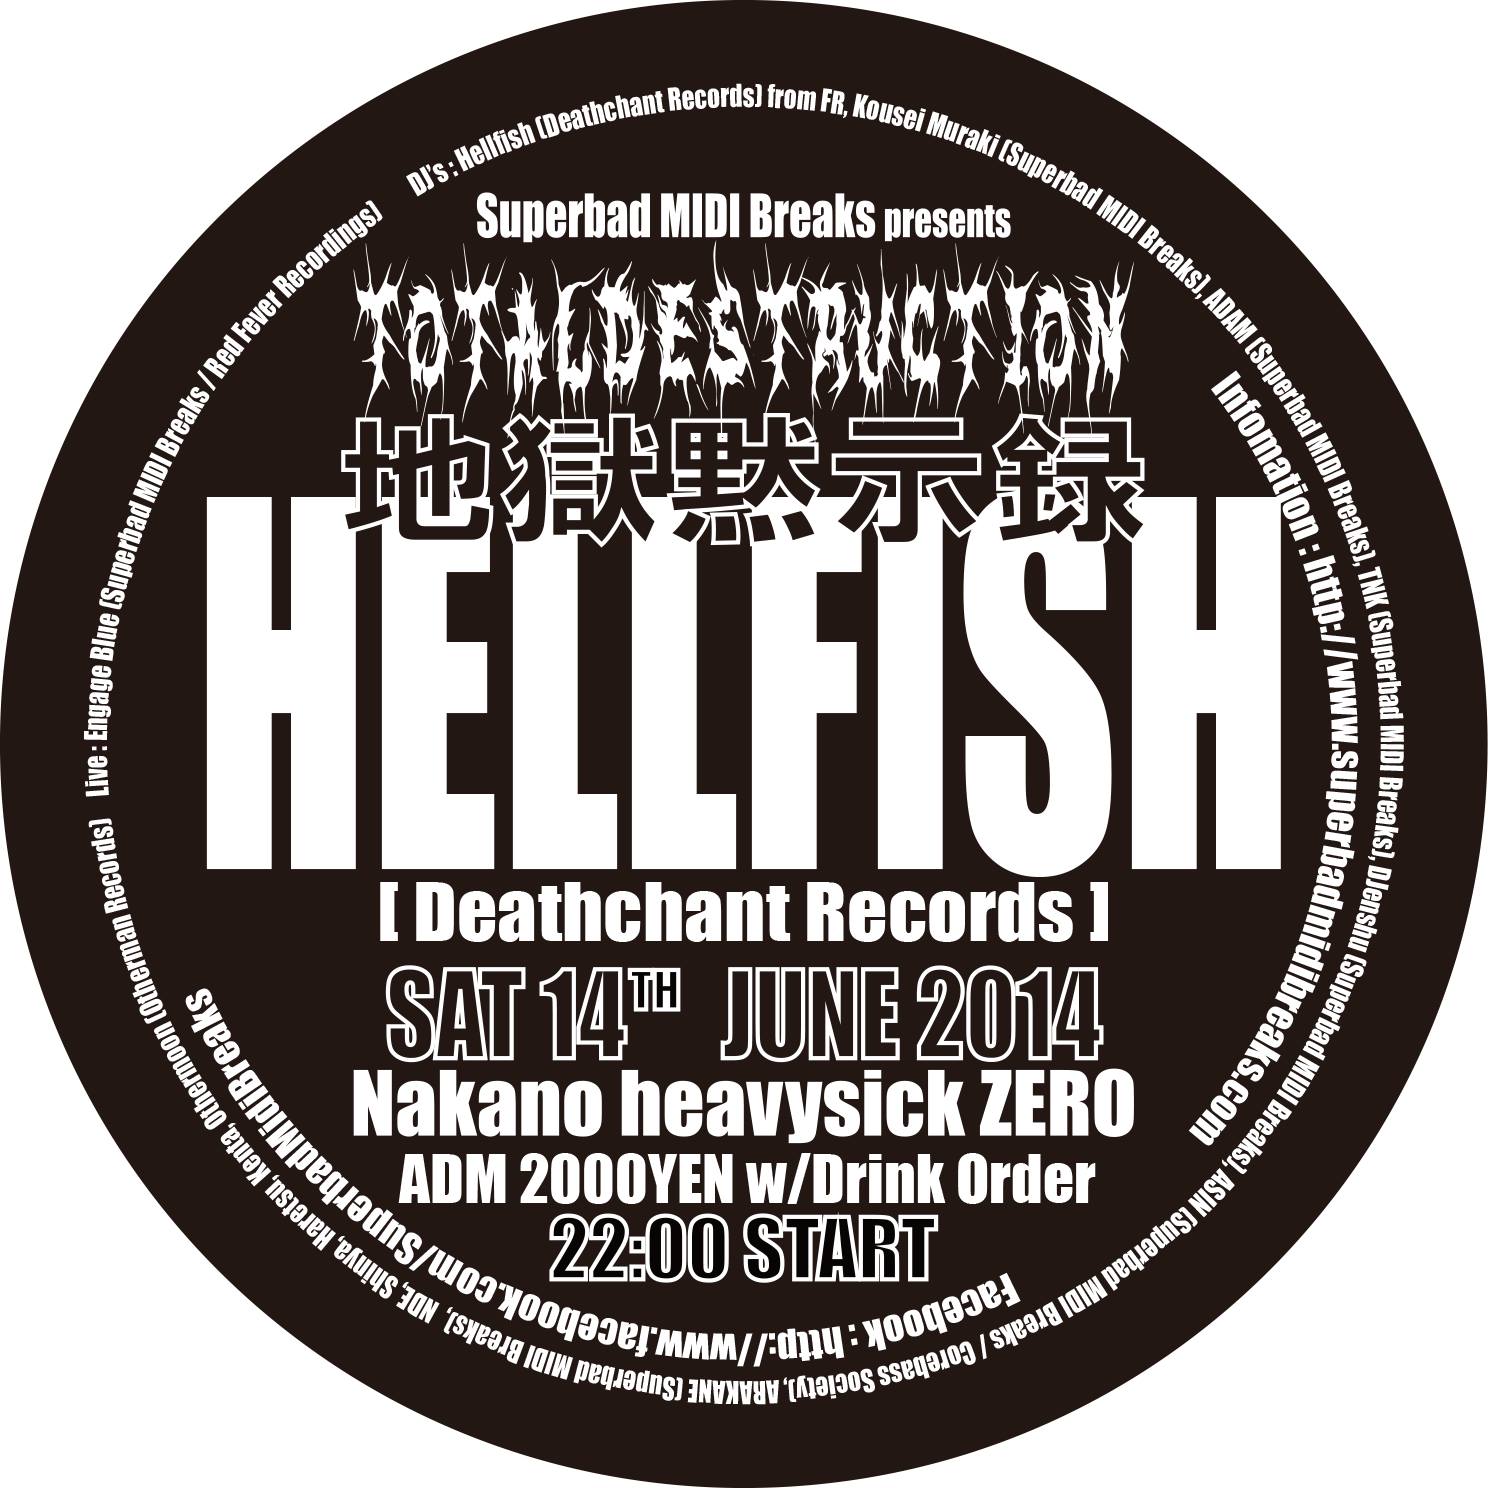 DJ's : Hellfish (Deathchant Records) from FR, Kousei Muraki (Superbad MIDI Breaks), ADAM (Superbad MIDI Breaks), TNK (Superbad MIDI Breaks), DJenshu (Superbad MIDI Breaks), ASIN (Superbad MIDI Breaks / Corebass Society), ARAKANE (Superbad MIDI Breaks), NDE, Shinya, Haretsu, Kenta, Othermoon (Othernan Records)
Live : Engage Blue (Superbad MIDI Breaks / Red Fever Recordings)
Superbad MIDI Breaks presents
TOTALDESTRUCTION
地獄黙示録
HELLFISH
[ Deathchant Records ]
SAT 14TH JUNE 2014
Nakano heavysick ZERO
ADM 2000YEN w/Drink Order
22:00 START
Infomation : http://www.superbadmidibreaks.com
Facebook : http://www.facebook.com/SuperbadMidiBreaks